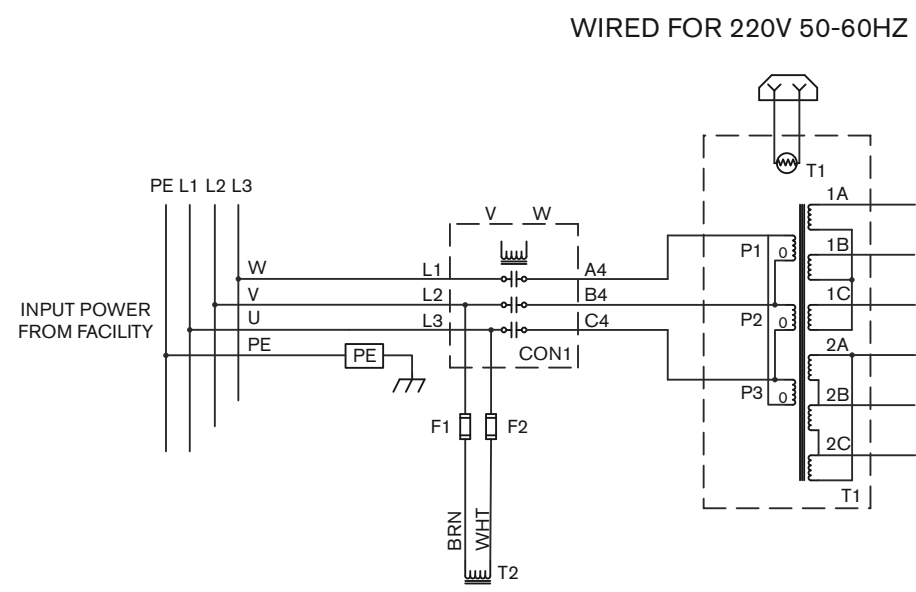 WIRED FOR 220V 50-60HZ
T1
PE L1 L2 L3
1A
V W
W L1 A4 P1 0 1B
INPUT POWER
FROM FACILITY
V L2 B4 1C
U L3 C4 P2 0
PE PE CON1 2A
P3 0 2B
F1 F2
2C
T1
BRN WHT
T2